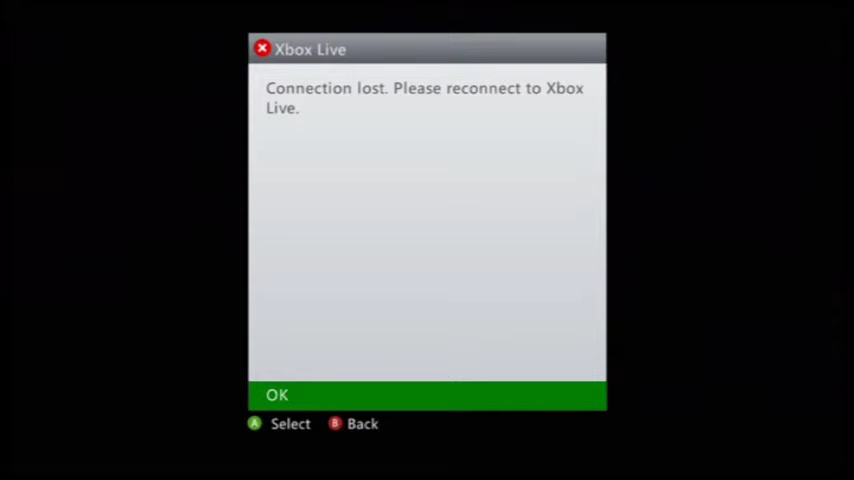 Xbox Live
Connection lost. Please reconnect to Xbox
Live.
OK
A Select B Back